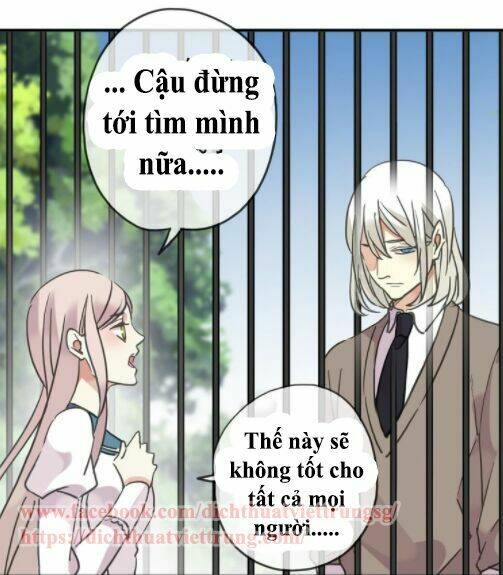 ... Cậu đừng
tới tìm mình
nữa.....
Thế này sẽ
không tốt cho
tất cả mọi
người.....
www.facebook.com/dichthuatviettrungsg/
https://dichthuatviettrung.vn/